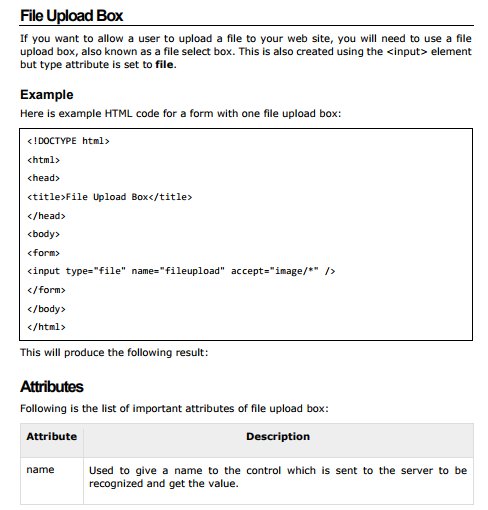 File Upload Box
If you want to allow a user to upload a file to your web site, you will need to use a file
upload box, also known as a file select box. This is also created using the <input> element
but type attribute is set to file.
Example
Here is example HTML code for a form with one file upload box:
<!DOCTYPE html>
<html>
<head>
<title>File Upload Box</title>
</head>
<body>
<form>
<input type="file" name="fileupload" accept="image/*" />
</form>
</body>
</html>
This will produce the following result:
Attributes
Following is the list of important attributes of file upload box:
Attribute Description
name Used to give a name to the control which is sent to the server to be
recognized and get the value.